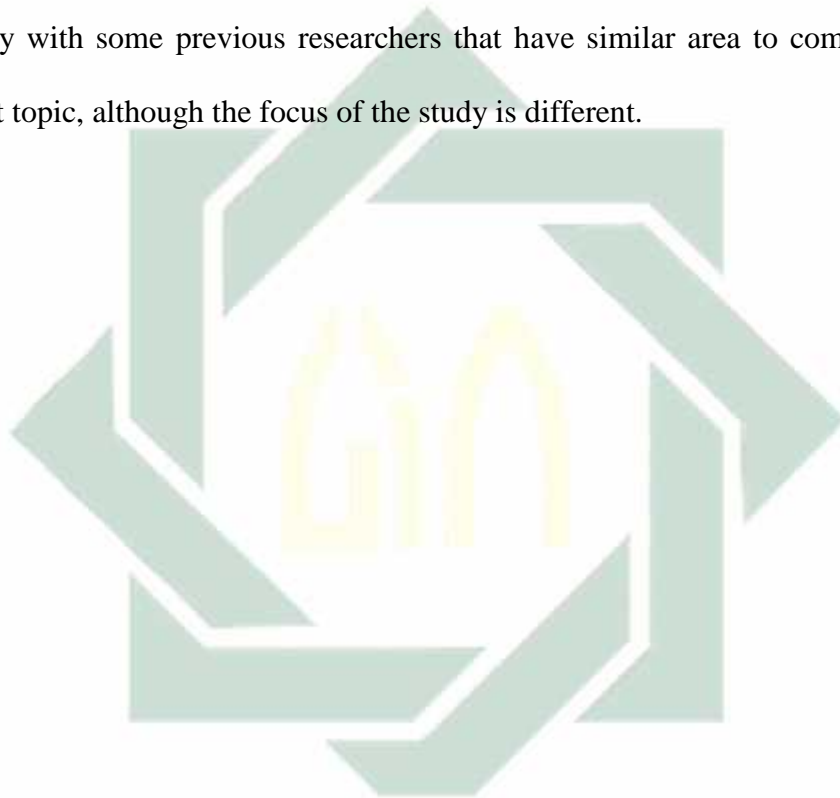 y with some previous researchers that have similar area to com
t topic, although the focus of the study is different.